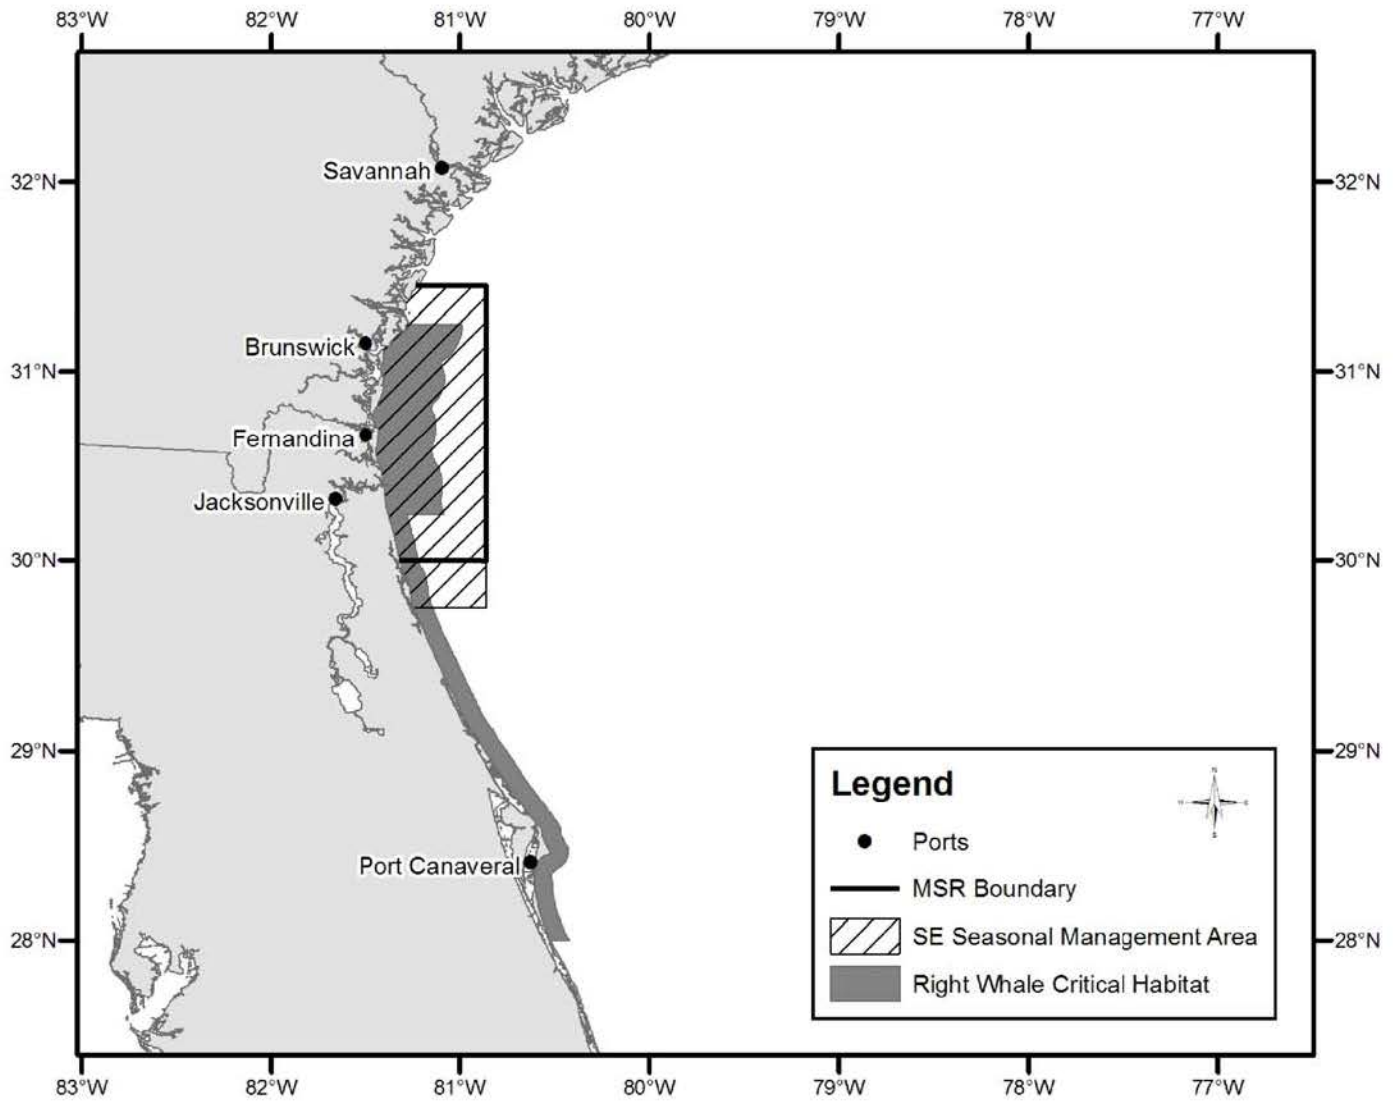 83°W 82°W 81°W 80°W 79°W 78°W 77°W
Savannah
32°N 32°N
Brunswick
31°N 31°N
Fernandina
Jacksonville
30°N 30°N
29°N 29°N
Legend
N
W E
S
Ports
Port Canaveral
MSR Boundary
28°N SE Seasonal Management Area 28°N
Right Whale Critical Habitat
83°W 82°W 81°W 80°W 79°W 78°W 77°W